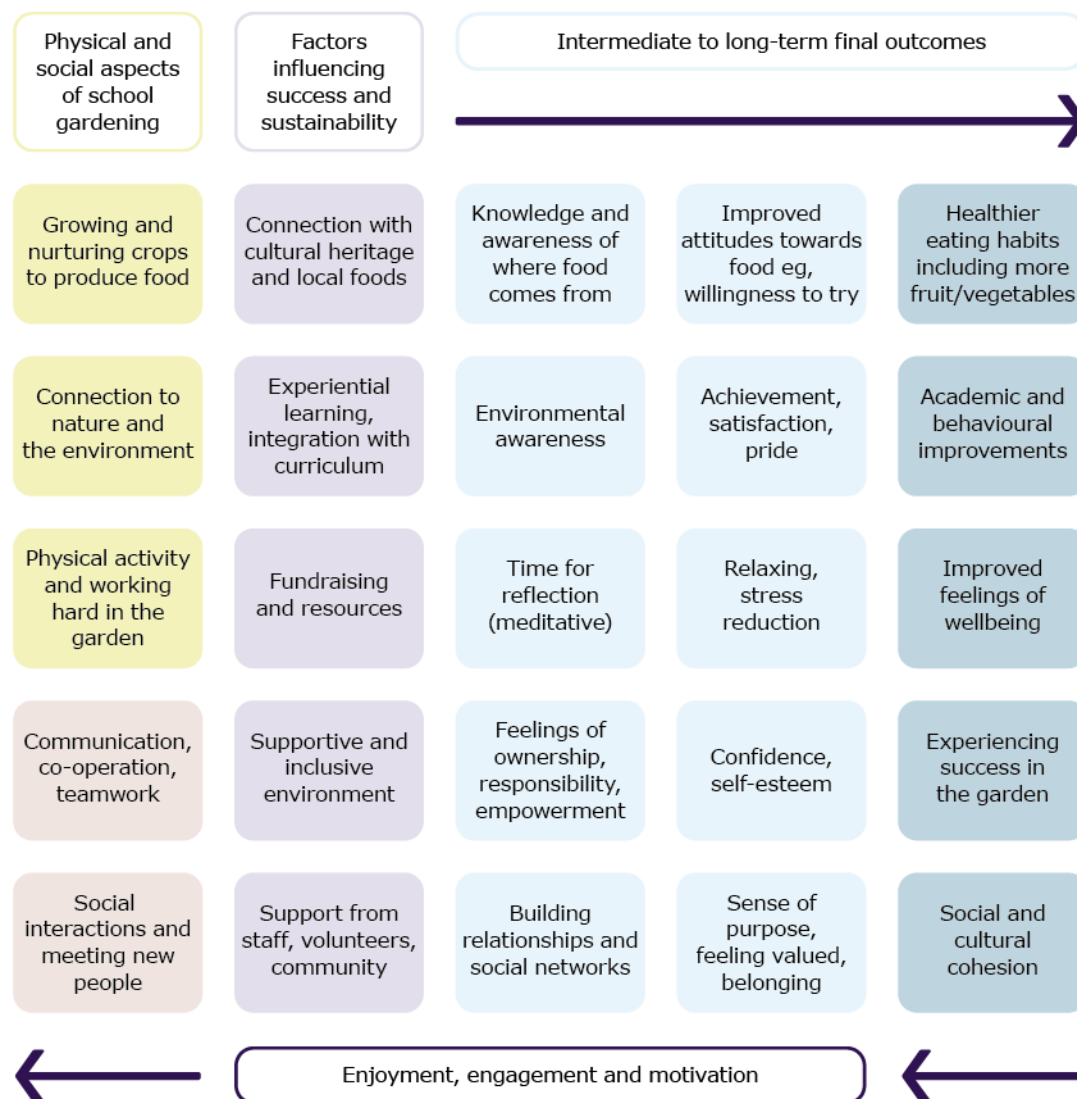 Physical and
social aspects
of school
gardening
Factors
influencing
success and
sustainability
Intermediate to long-term final outcomes
Growing and
nurturing crops
to produce food
Connection with
cultural heritage
and local foods
Knowledge and
awareness of
where food
comes from
Improved
attitudes towards
food eg,
willingness to try
Healthier
eating habits
including more
fruit/vegetables
Connection to
nature and
the environment
Experiential
learning,
integration with
curriculum
Environmental
awareness
Achievement,
satisfaction,
pride
Academic and
behavioural
improvements
Physical activity
and working
hard in the
garden
Fundraising
and resources
Time for
reflection
(meditative)
Relaxing,
stress
reduction
Improved
feelings of
wellbeing
Communication,
co-operation,
teamwork
Supportive and
inclusive
environment
Feelings of
ownership,
responsibility,
empowerment
Confidence,
self-esteem
Experiencing
success in
the garden
Social
interactions and
meeting new
people
Support from
staff, volunteers,
community
Building
relationships and
social networks
Sense of
purpose,
feeling valued,
belonging
Social and
cultural
cohesion
Enjoyment, engagement and motivation